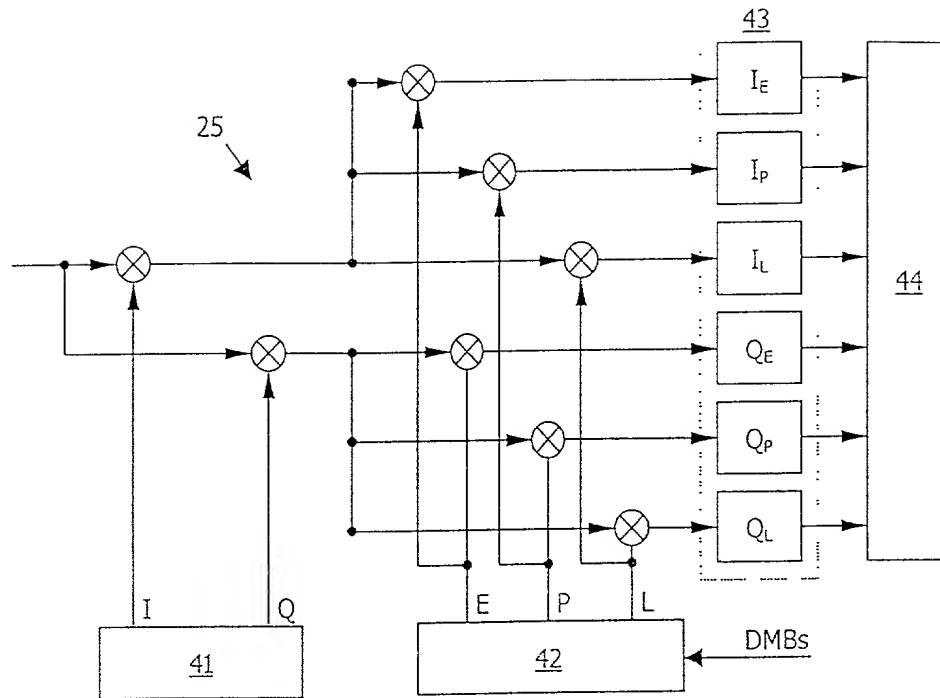 43
I_E
25
I_P
I_L
44
Q_E
Q_P
Q_L
I Q E P L
41 42 DMBs